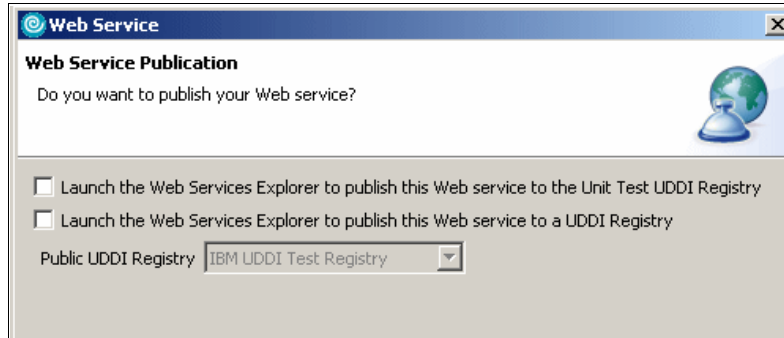 Web Service
Web Service Publication
Do you want to publish your Web service?
Launch the Web Services Explorer to publish this Web service to the Unit Test UDDI Registry
Launch the Web Services Explorer to publish this Web service to a UDDI Registry
Public UDDI Registry IBM UDDI Test Registry